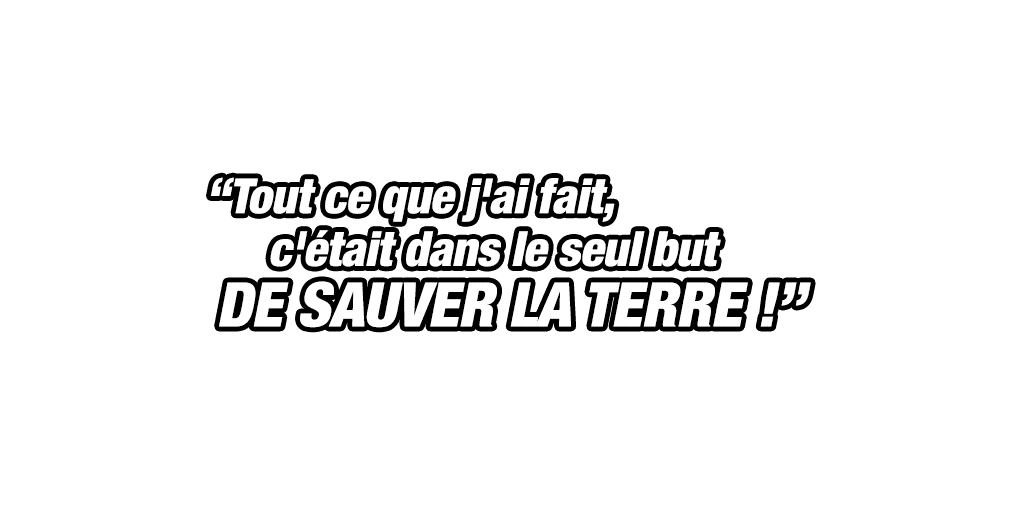 “Tout ce que j'ai fait,
c'était dans le seul but
DE SAUVER LA TERRE !”